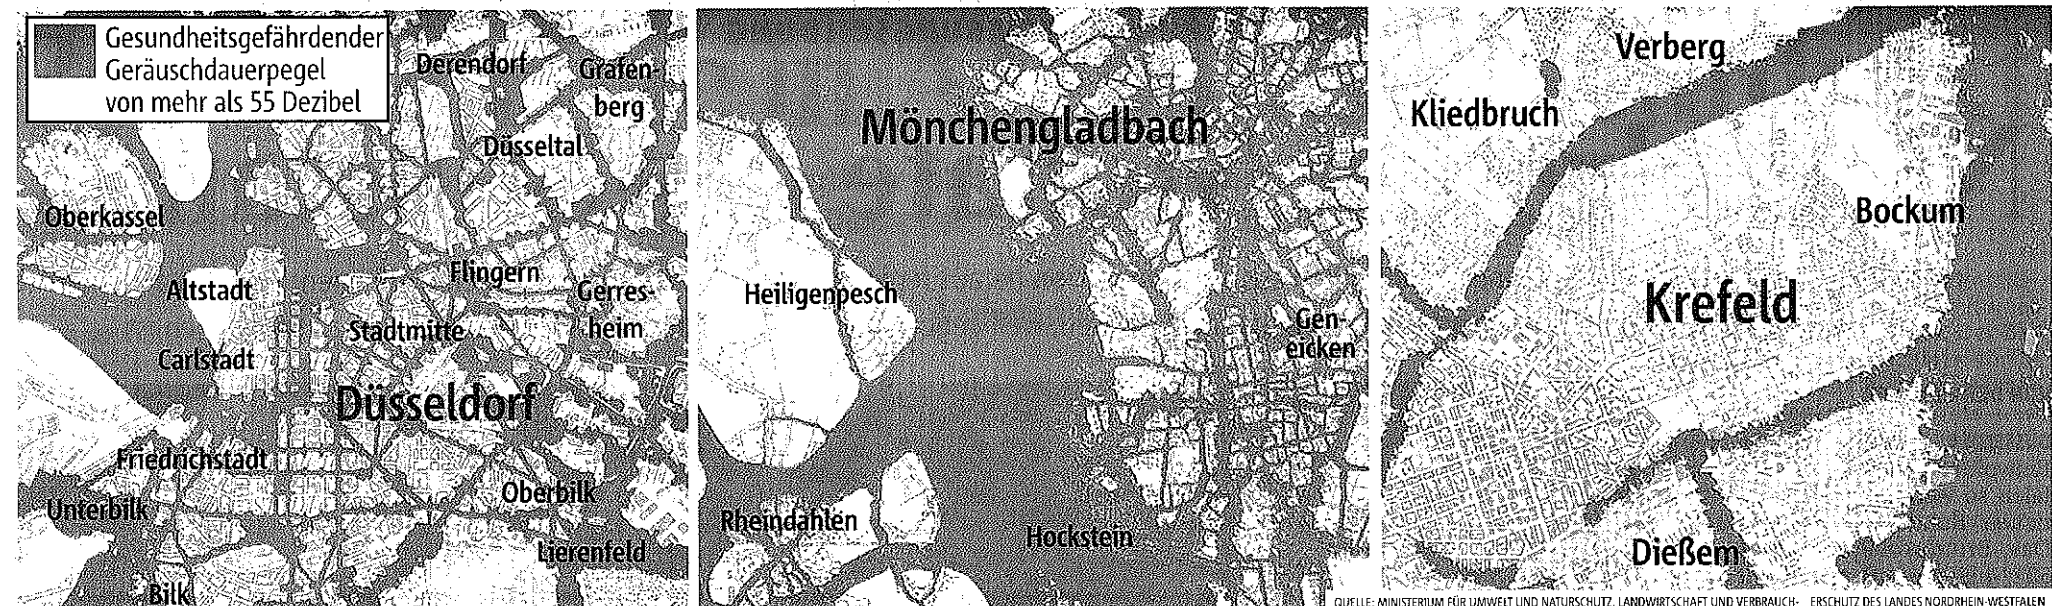 Gesundheitsgefährdender
Geräuschdauerpegel
von mehr als 55 Dezibel
Derendorf
Grafen-
berg
Düsseltal
Oberkassel
Flingern
Altstadt
Gerres-
heim
Stadtmitte
Carlstadt
Düsseldorf
Friedrichstadt
Oberbilk
Unterbilk
Lierenfeld
Bilk
Mönchengladbach
Heiligenpesch
Gen-
eicken
Rheindahlen
Hockstein
Verberg
Kliedbruch
Bockum
Krefeld
Dießem
QUELLE: MINISTERIUM FÜR UMWELT UND NATURSCHUTZ, LANDWIRTSCHAFT UND VERBRAUCH- ERSCHUTZ DES LANDES NORDRHEIN-WESTFALEN